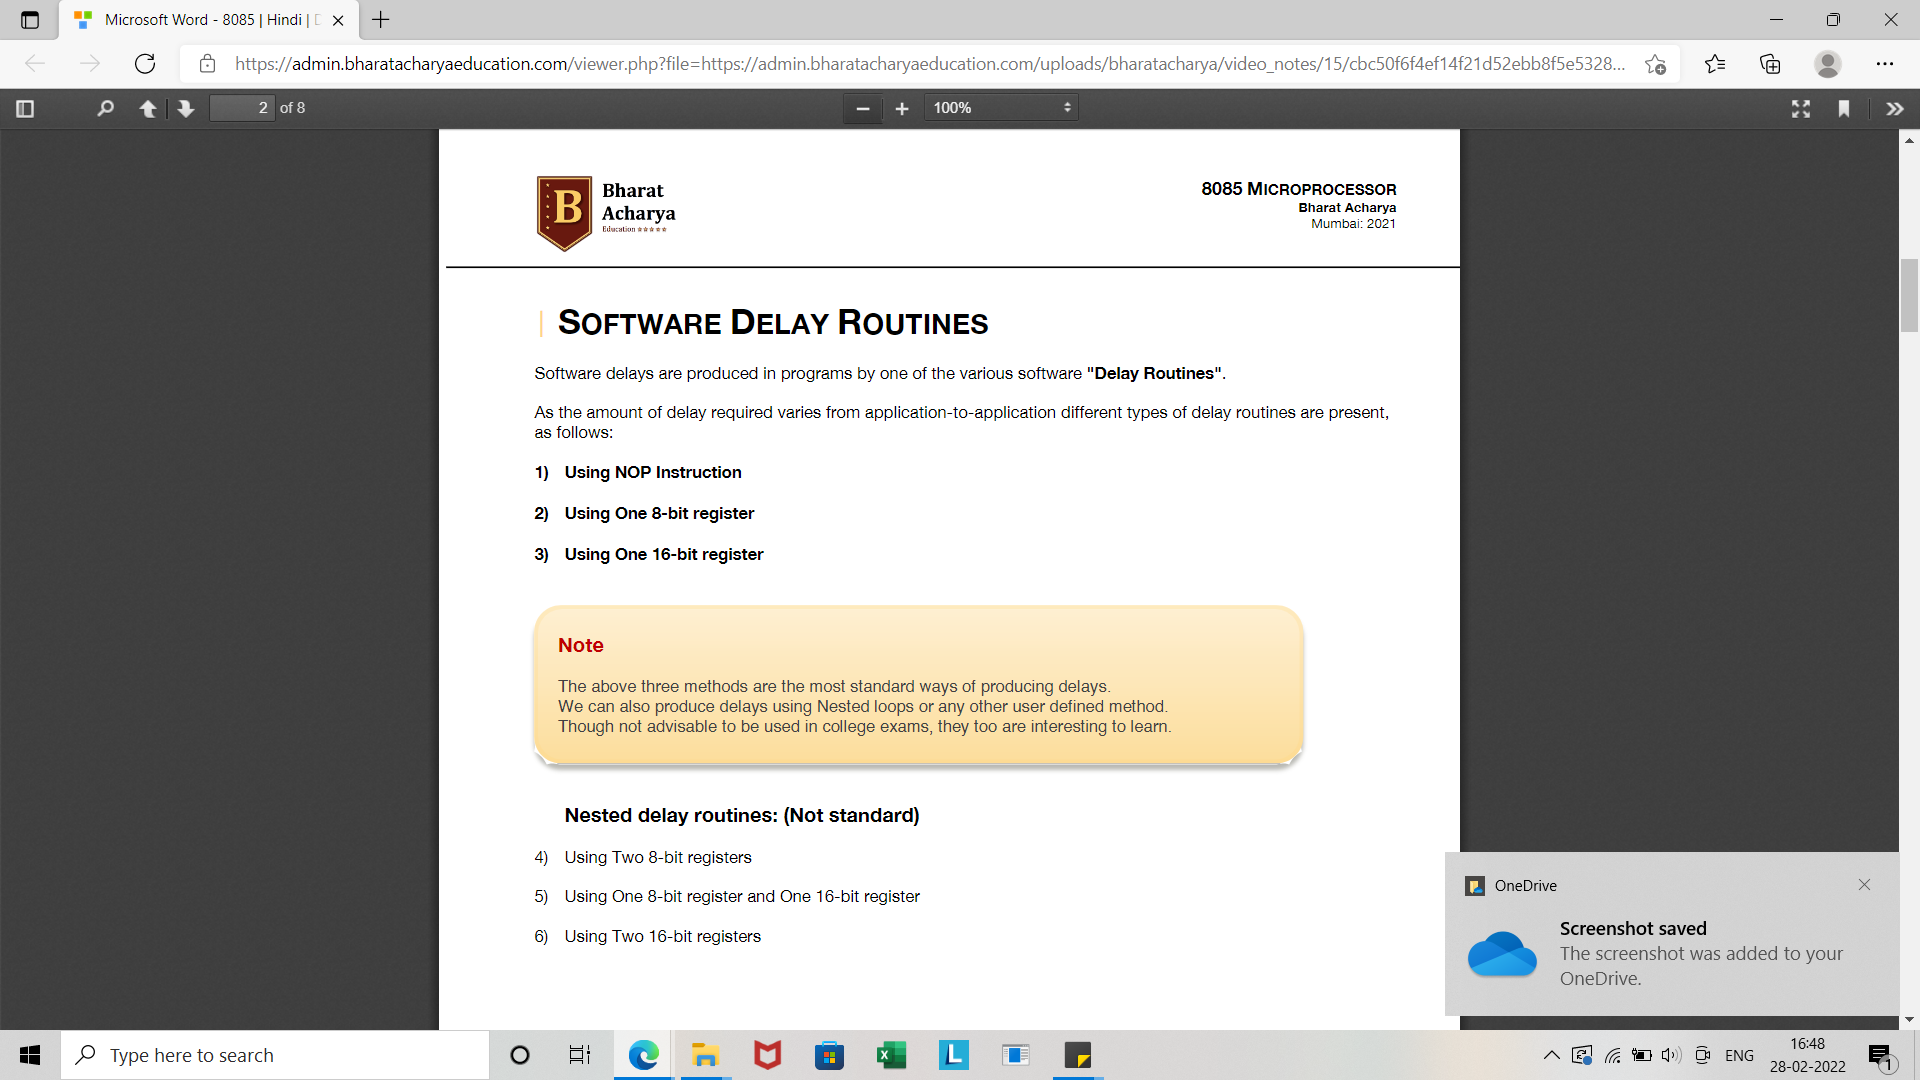 Microsoft Word - 8085 | Hindi |
https://admin.bharatacharyaeducation.com/viewer.php?file=https://admin.bharatacharyaeducation.com/uploads/bharatacharya/video_notes/15/cbc50f6f4ef14f21d52ebb8f5e5328...
2 of 8
100%
B
Bharat
Acharya
Education ☆☆☆☆☆
8085 MICROPROCESSOR
Bharat Acharya
Mumbai: 2021
SOFTWARE DELAY ROUTINES
Software delays are produced in programs by one of the various software "Delay Routines".
As the amount of delay required varies from application-to-application different types of delay routines are present,
as follows:
1) Using NOP Instruction
2) Using One 8-bit register
3) Using One 16-bit register
Note
The above three methods are the most standard ways of producing delays.
We can also produce delays using Nested loops or any other user defined method.
Though not advisable to be used in college exams, they too are interesting to learn.
Nested delay routines: (Not standard)
4) Using Two 8-bit registers
5) Using One 8-bit register and One 16-bit register
6) Using Two 16-bit registers
OneDrive
Screenshot saved
The screenshot was added to your
OneDrive.
Type here to search
L
ENG
16:48
28-02-2022
1